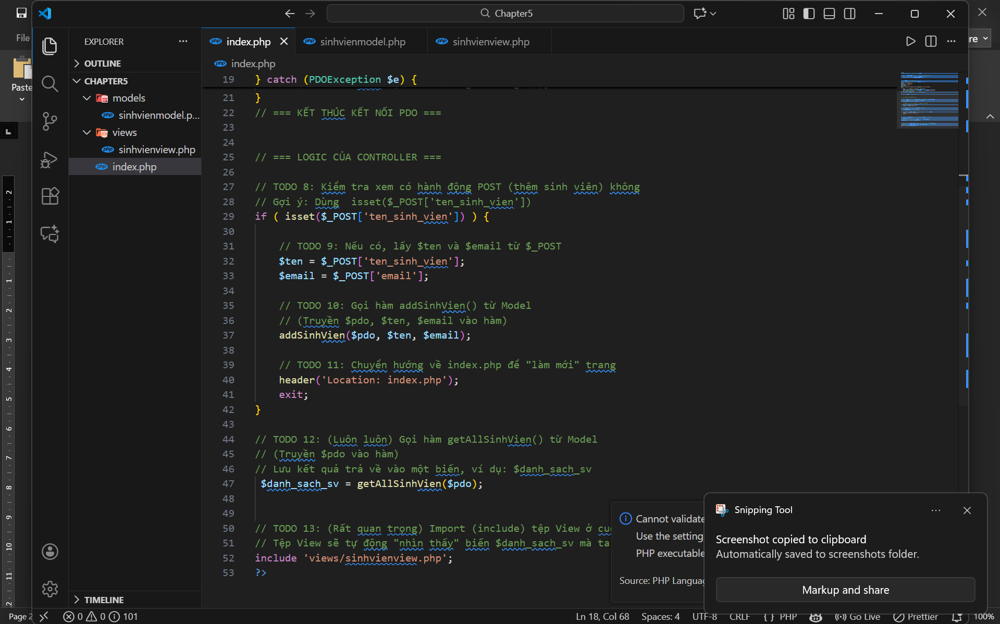 Chapter5
File
Paste
EXPLORER
OUTLINE
CHAPTER5
models
sinhvienmodel.p...
views
sinhvienview.php
index.php
index.php
sinhvienmodel.php
sinhvienview.php
index.php
19 } catch (PDOException $e) {
21 }
22 // === KẾT THÚC KẾT NỐI PDO ===
23
24
25 // === LOGIC CỦA CONTROLLER ===
26
27 // TODO 8: Kiểm tra xem có hành động POST (thêm sinh viên) không
28 // Gợi ý: Dùng  isset($_POST['ten_sinh_vien'])
29 if ( isset($_POST['ten_sinh_vien']) ) {
30
31     // TODO 9: Nếu có, lấy $ten và $email từ $_POST
32     $ten = $_POST['ten_sinh_vien'];
33     $email = $_POST['email'];
34
35     // TODO 10: Gọi hàm addSinhVien() từ Model
36     // (Truyền $pdo, $ten, $email vào hàm)
37     addSinhVien($pdo, $ten, $email);
38
39     // TODO 11: Chuyển hướng về index.php để "làm mới" trang
40     header('Location: index.php');
41     exit;
42 }
43
44 // TODO 12: (Luôn luôn) Gọi hàm getAllSinhVien() từ Model
45 // (Truyền $pdo vào hàm)
46 // Lưu kết quả trả về vào một biến, ví dụ: $danh_sach_sv
47  $danh_sach_sv = getAllSinhVien($pdo);
48
49
50 // TODO 13: (Rất quan trọng) Import (include) tệp View ở
51 // Tệp View sẽ tự động "nhìn thấy" biến $danh_sach_sv mà ta
52 include 'views/sinhvienview.php';
53 ?>
Cannot validate
Use the setting
PHP executable
Source: PHP Langua
Snipping Tool
Screenshot copied to clipboard
Automatically saved to screenshots folder.
Markup and share
TIMELINE
Page 2
0 0 101
Ln 18, Col 68
Spaces: 4
UTF-8
CRLF
{ } PHP
Go Live
Prettier
100%